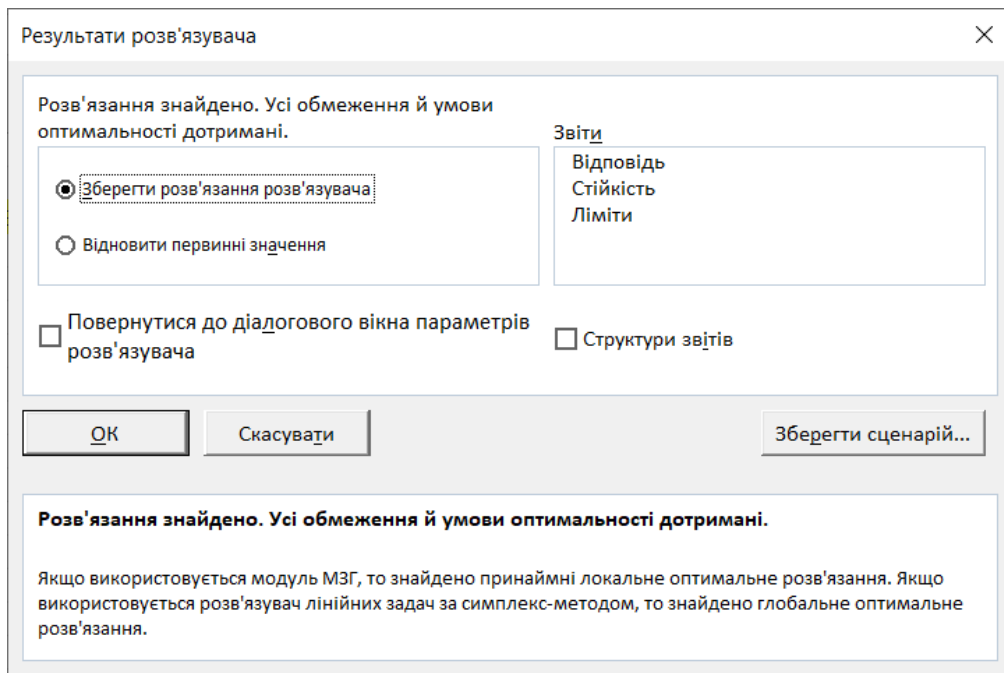 Результати розв'язувача
Розв'язання знайдено. Усі обмеження й умови
оптимальності дотримані.
Зберегти розв'язання розв'язувача
Відновити первинні значення
Звіти
Відповідь
Стійкість
Ліміти
Повернутися до діалогового вікна параметрів
розв'язувача
Структури звітів
ОК
Скасувати
Зберегти сценарій...
Розв'язання знайдено. Усі обмеження й умови оптимальності дотримані.
Якщо використовується модуль МЗГ, то знайдено принаймні локальне оптимальне розв'язання. Якщо
використовується розв'язувач лінійних задач за симплекс-методом, то знайдено глобальне оптимальне
розв'язання.